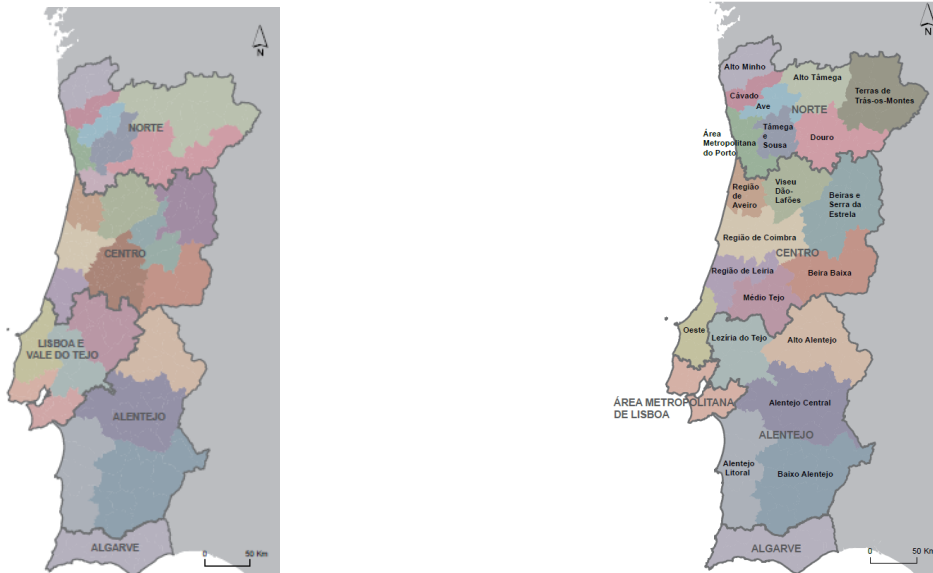 N
NORTE
CENTRO
LISBOA E
VALE DO TEJO
ALENTEJO
ALGARVE
0 50 Km
N
Alto Minho
Alto Tâmega
Terras de
Trás-os-Montes
Cávado
Ave
NORTE
Área
Metropolitana
do Porto
Tâmega
e
Sousa
Douro
Região
de
Aveiro
Viseu
Dão-
Lafões
Beiras e
Serra da
Estrela
Região de Coimbra
CENTRO
Região de Leiria
Beira Baixa
Médio Tejo
Oeste
Lezíria do Tejo
Alto Alentejo
ÁREA METROPOLITANA
DE LISBOA
Alentejo Central
ALENTEJO
Alentejo
Litoral
Baixo Alentejo
ALGARVE
0 50 Km